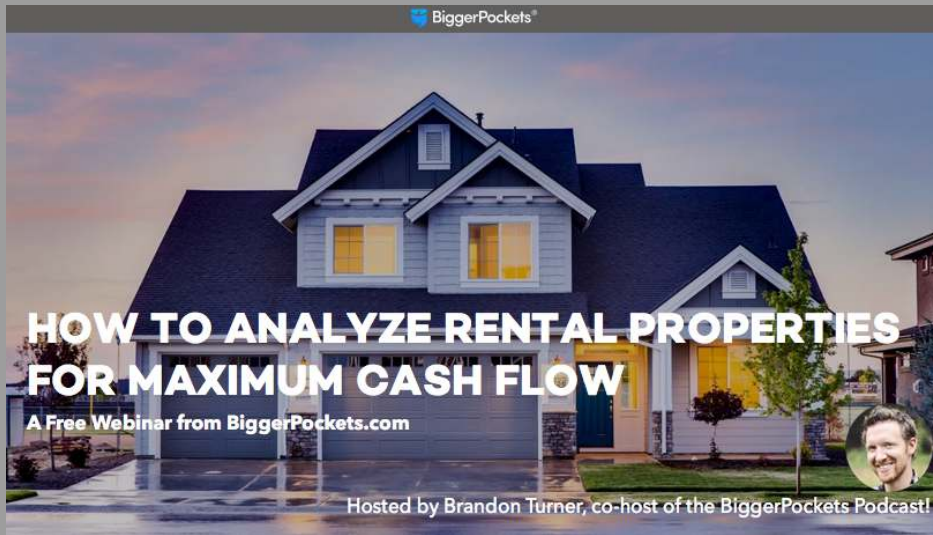 BiggerPockets®
HOW TO ANALYZE RENTAL PROPERTIES
FOR MAXIMUM CASH FLOW
A Free Webinar from BiggerPockets.com
Hosted by Brandon Turner, co-host of the BiggerPockets Podcast!